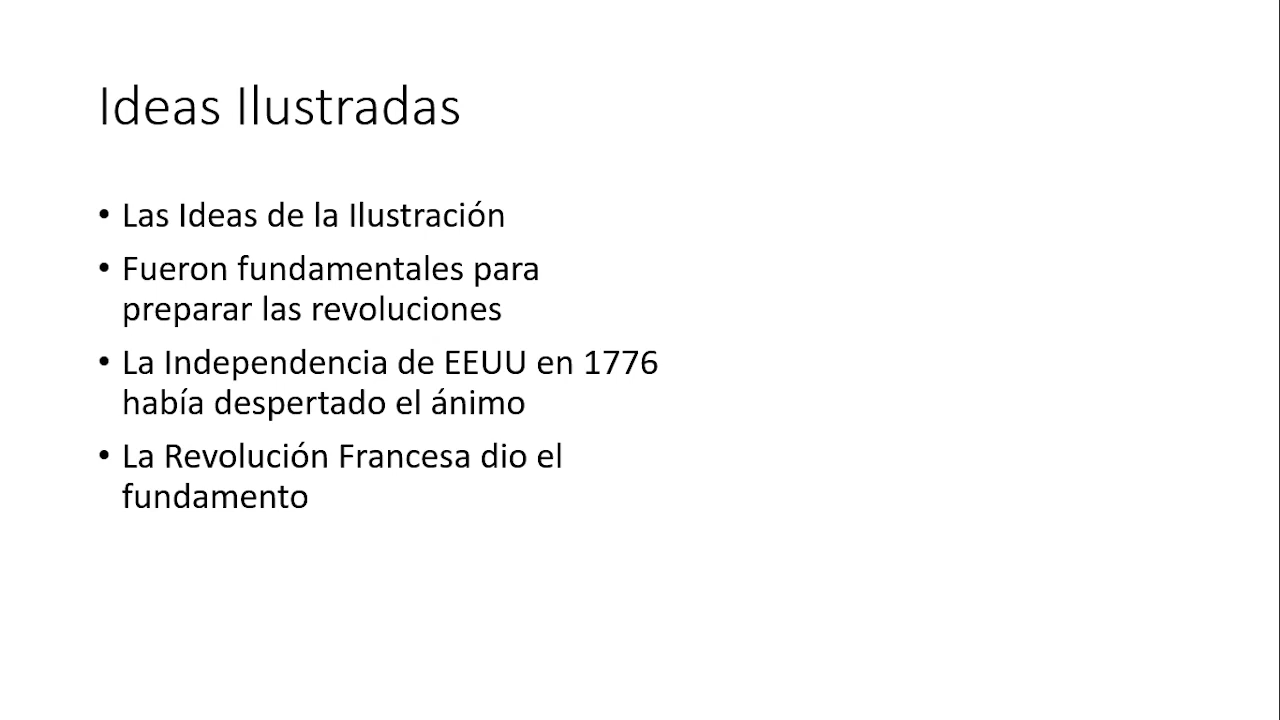 Ideas Ilustradas
• Las Ideas de la Ilustración
• Fueron fundamentales para
preparar las revoluciones
• La Independencia de EEUU en 1776
había despertado el ánimo
• La Revolución Francesa dio el
fundamento